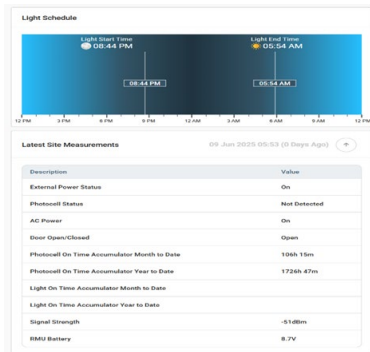 Light Schedule
Light Start Time
08:44 PM
Light End Time
05:54 AM
08:44 PM
05:54 AM
12 PM 3 PM 6 PM 9 PM 12 AM 3 AM 6 AM 9 AM 12 PM
Latest Site Measurements 09 Jun 2025 05:53 (0 Days Ago)
Description Value
External Power Status On
Photocell Status Not Detected
AC Power On
Door Open/Closed Open
Photocell On Time Accumulator Month to Date 106h 15m
Photocell On Time Accumulator Year to Date 1726h 47m
Light On Time Accumulator Month to Date
Light On Time Accumulator Year to Date
Signal Strength -51dBm
RMU Battery 8.7V